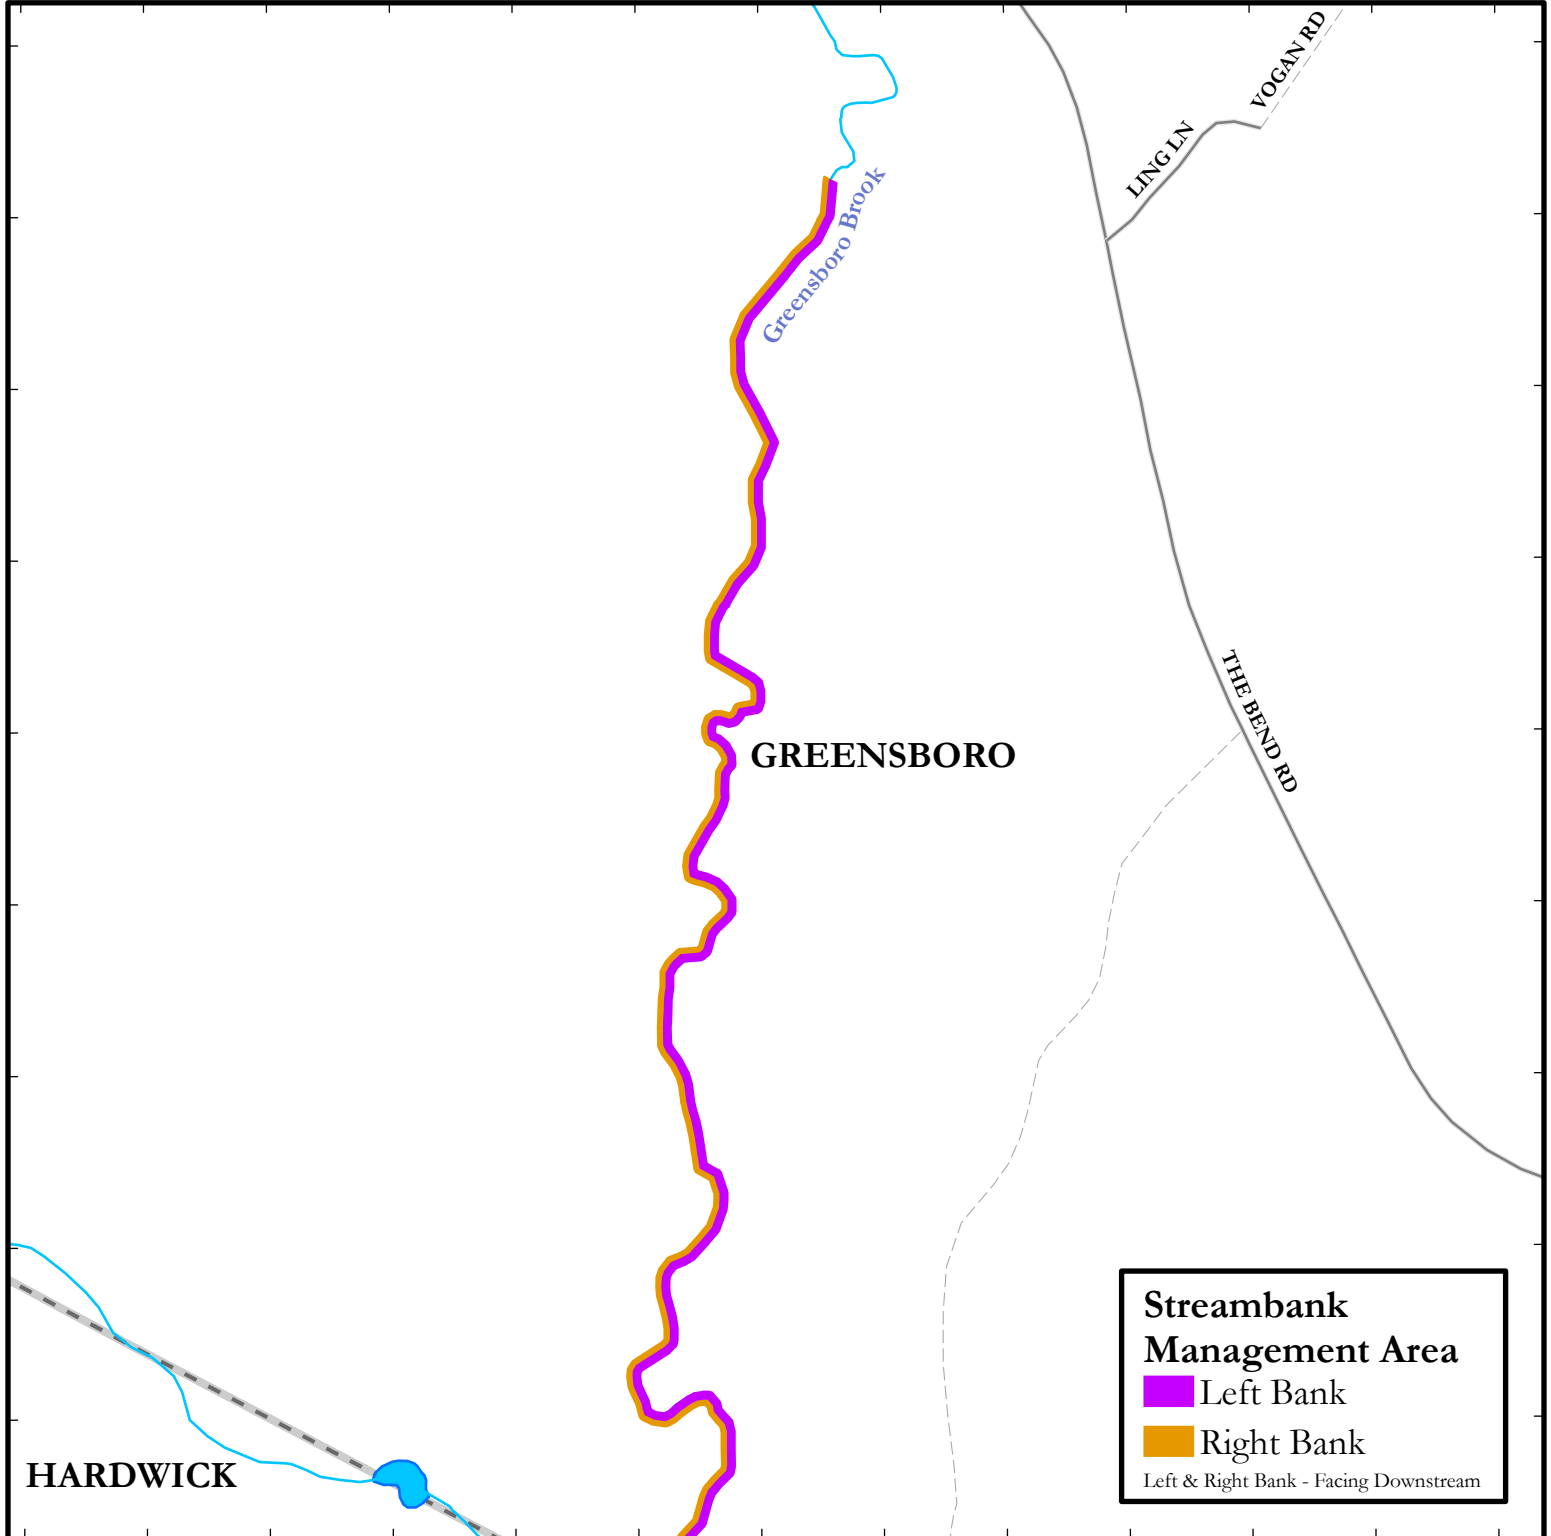 VOGAN RD
LING LN
Greensboro Brook
THE BEND RD
GREENSBORO
Streambank
Management Area
Left Bank
Right Bank
Left & Right Bank - Facing Downstream
HARDWICK